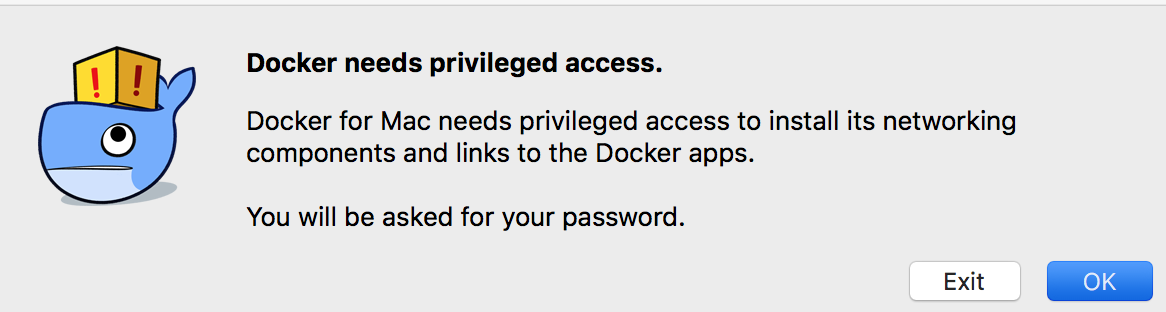 ! !
Docker needs privileged access.
Docker for Mac needs privileged access to install its networking
components and links to the Docker apps.
You will be asked for your password.
Exit OK